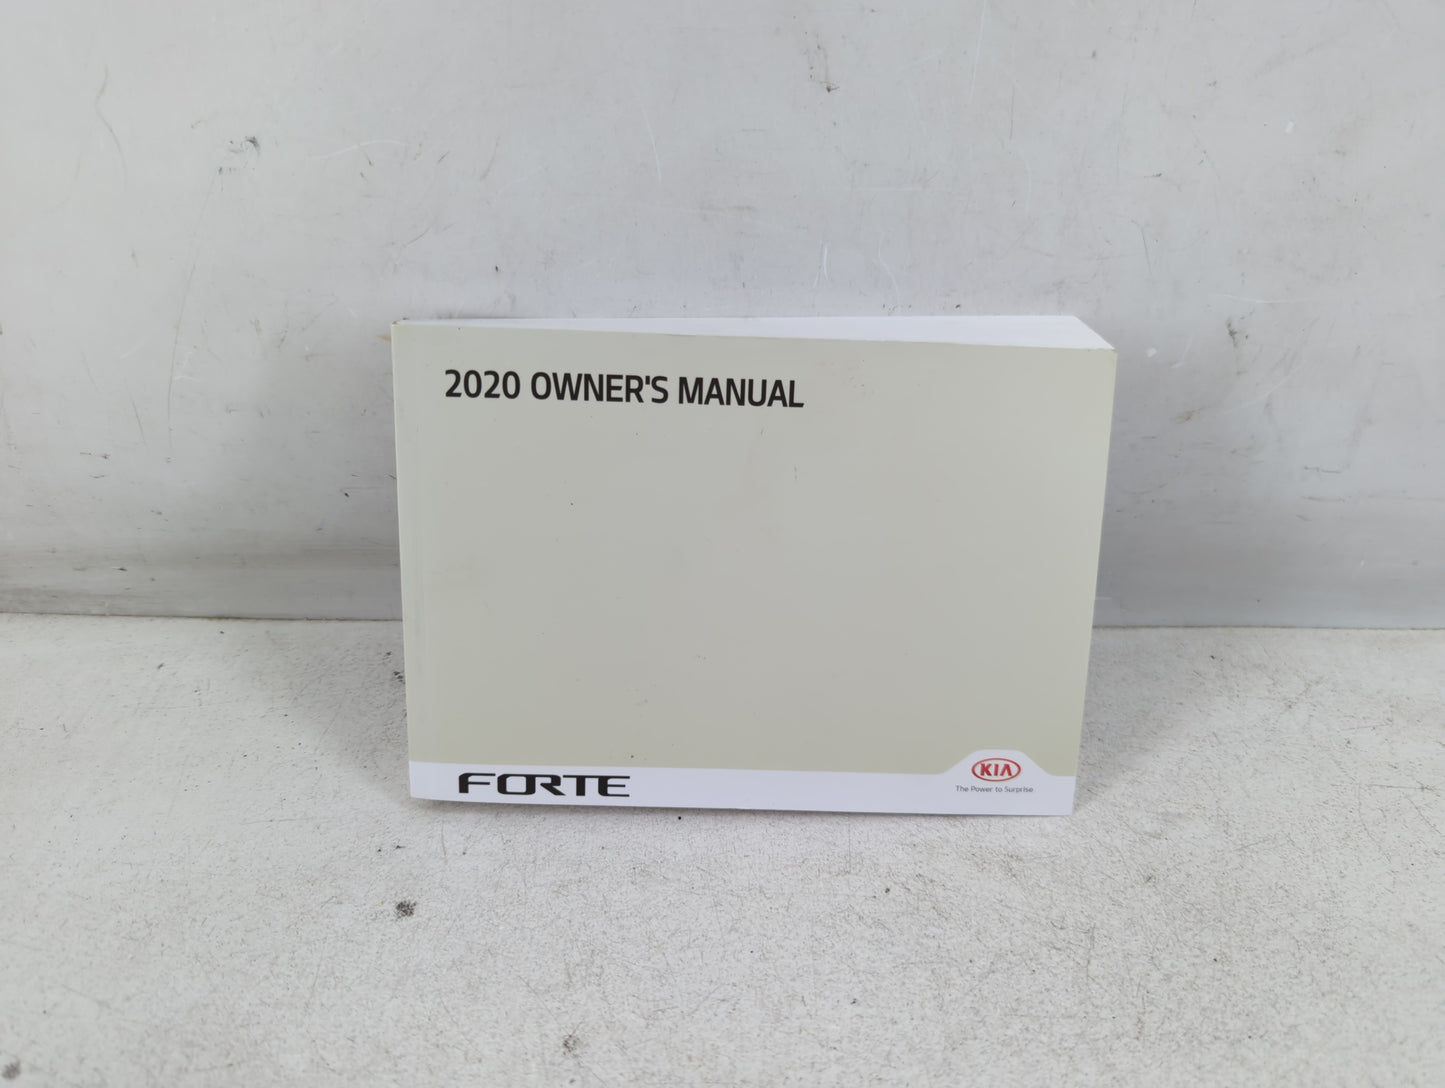 2020 OWNER'S MANUAL
FORTE
KIA
The Power to Surprise